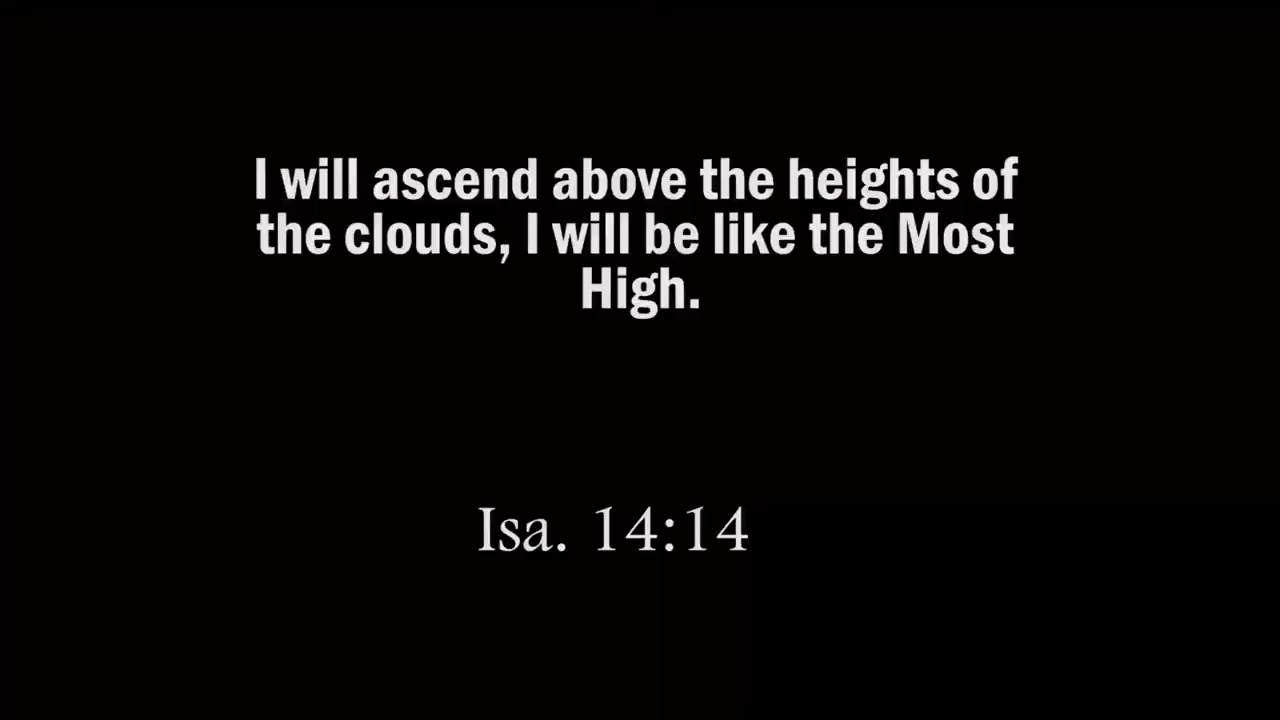 I will ascend above the heights of
the clouds, I will be like the Most
High.
Isa. 14:14